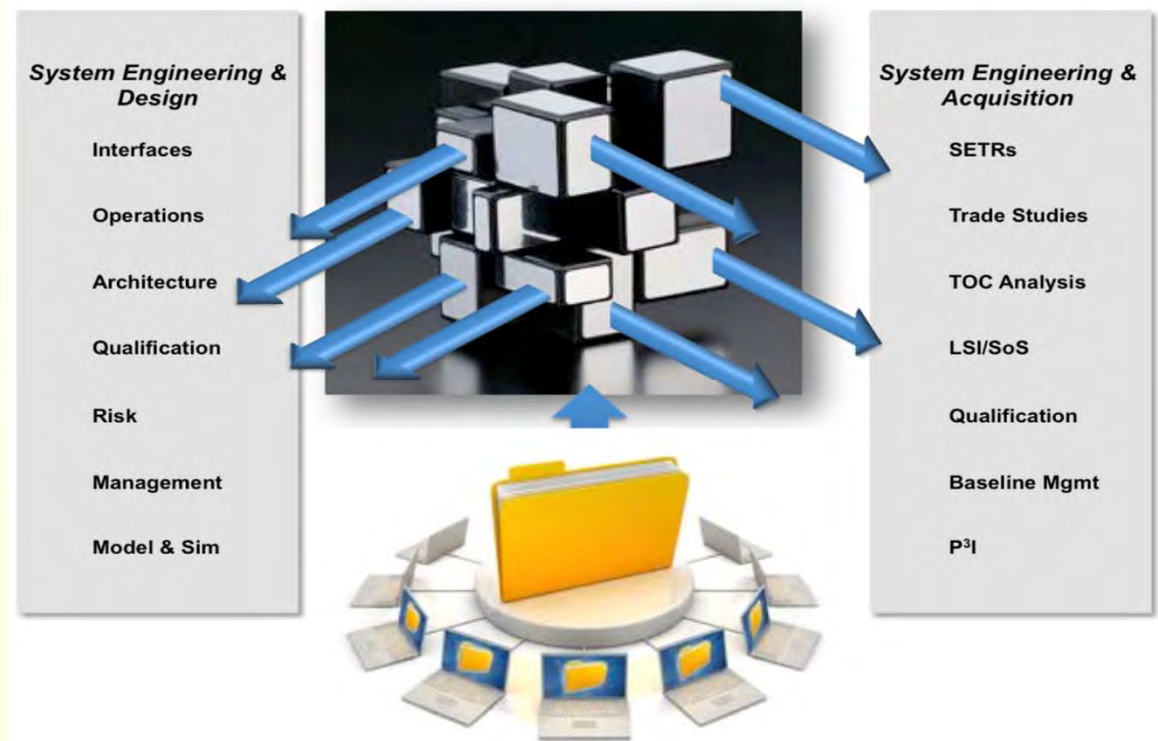 System Engineering &
Design
Interfaces
Operations
Architecture
Qualification
Risk
Management
Model & Sim
System Engineering &
Acquisition
SETRs
Trade Studies
TOC Analysis
LSI/SoS
Qualification
Baseline Mgmt
P³I